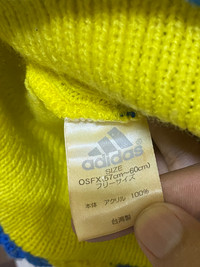 adidas
SIZE
OSFX(57cm~60cm)
フリーサイズ
本体 アクリル 100%
台湾製